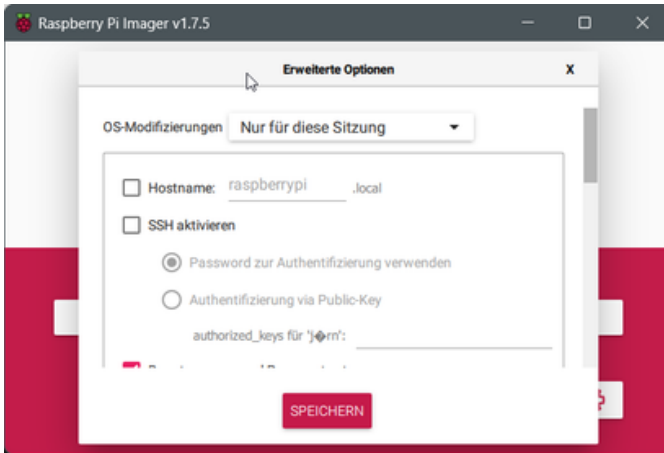 Raspberry Pi Imager v1.7.5
Erweiterte Optionen
X
OS-Modifizierungen Nur für diese Sitzung
Hostname: raspberrypi .local
SSH aktivieren
Password zur Authentifizierung verwenden
Authentifizierung via Public-Key
authorized_keys für 'j�rn':
SPEICHERN